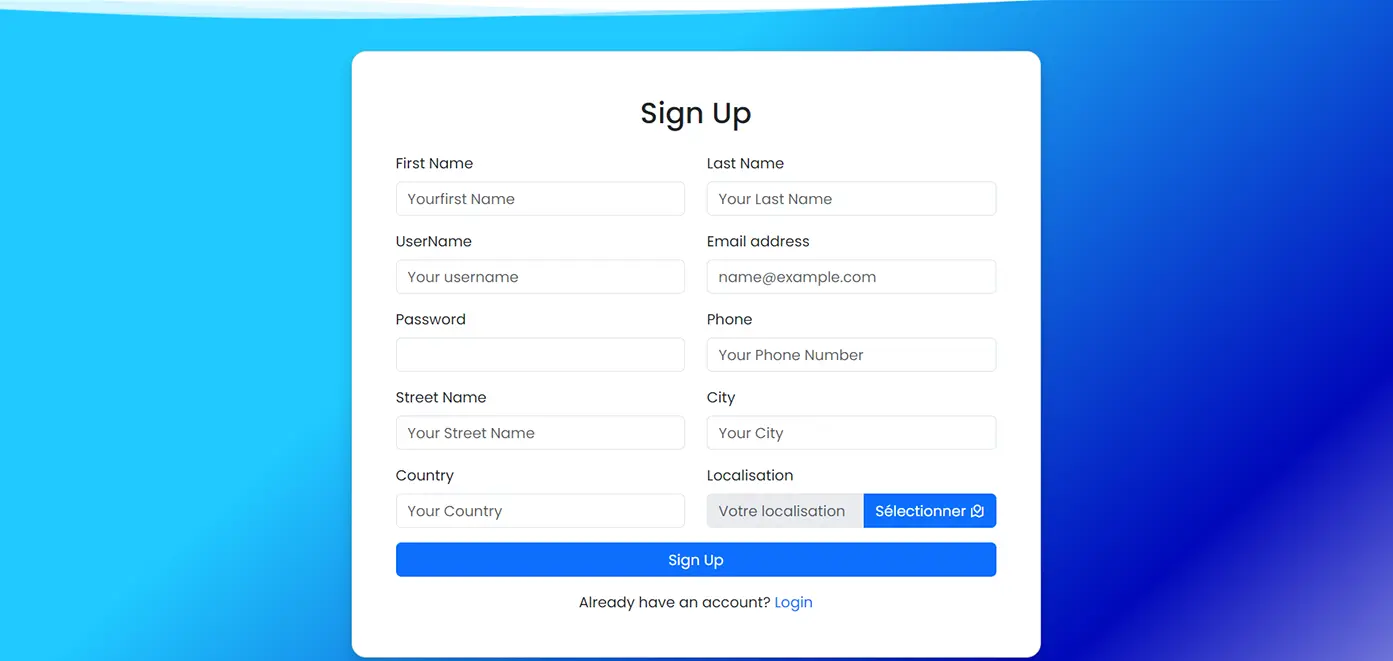 Sign Up
First Name
Last Name
Yourfirst Name
Your Last Name
UserName
Email address
Your username
name@example.com
Password
Phone
Your Phone Number
Street Name
City
Your Street Name
Your City
Country
Localisation
Your Country
Votre localisation
Sélectionner
Sign Up
Already have an account? Login